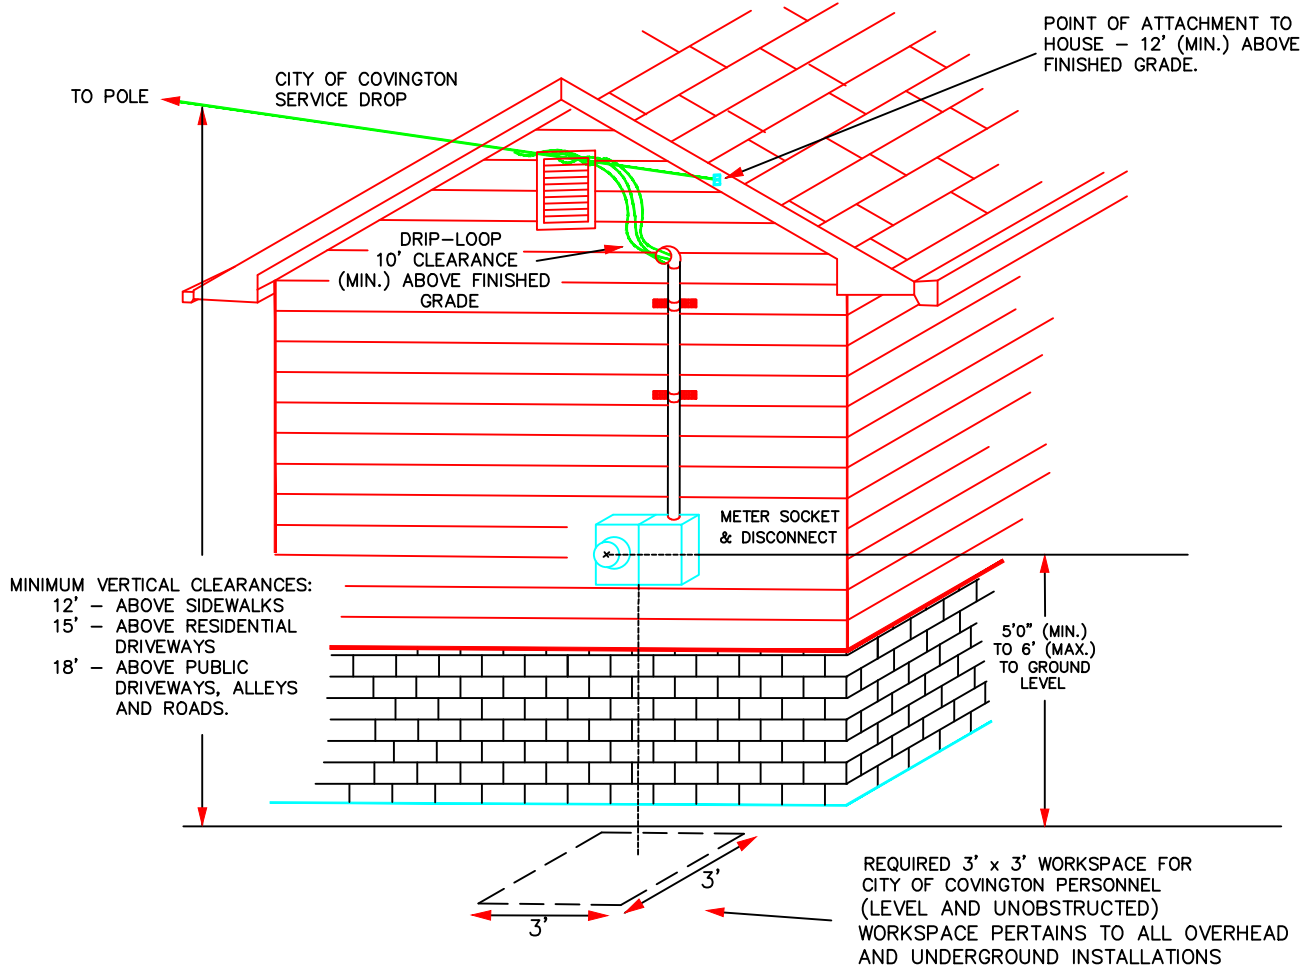 POINT OF ATTACHMENT TO
HOUSE – 12' (MIN.) ABOVE
FINISHED GRADE.
CITY OF COVINGTON
SERVICE DROP
TO POLE
DRIP–LOOP
10' CLEARANCE
(MIN.) ABOVE FINISHED
GRADE
METER SOCKET
& DISCONNECT
MINIMUM VERTICAL CLEARANCES:
12' – ABOVE SIDEWALKS
15' – ABOVE RESIDENTIAL
DRIVEWAYS
18' – ABOVE PUBLIC
DRIVEWAYS, ALLEYS
AND ROADS.
5'0" (MIN.)
TO 6' (MAX.)
TO GROUND
LEVEL
3'
3'
REQUIRED 3' x 3' WORKSPACE FOR
CITY OF COVINGTON PERSONNEL
(LEVEL AND UNOBSTRUCTED)
WORKSPACE PERTAINS TO ALL OVERHEAD
AND UNDERGROUND INSTALLATIONS